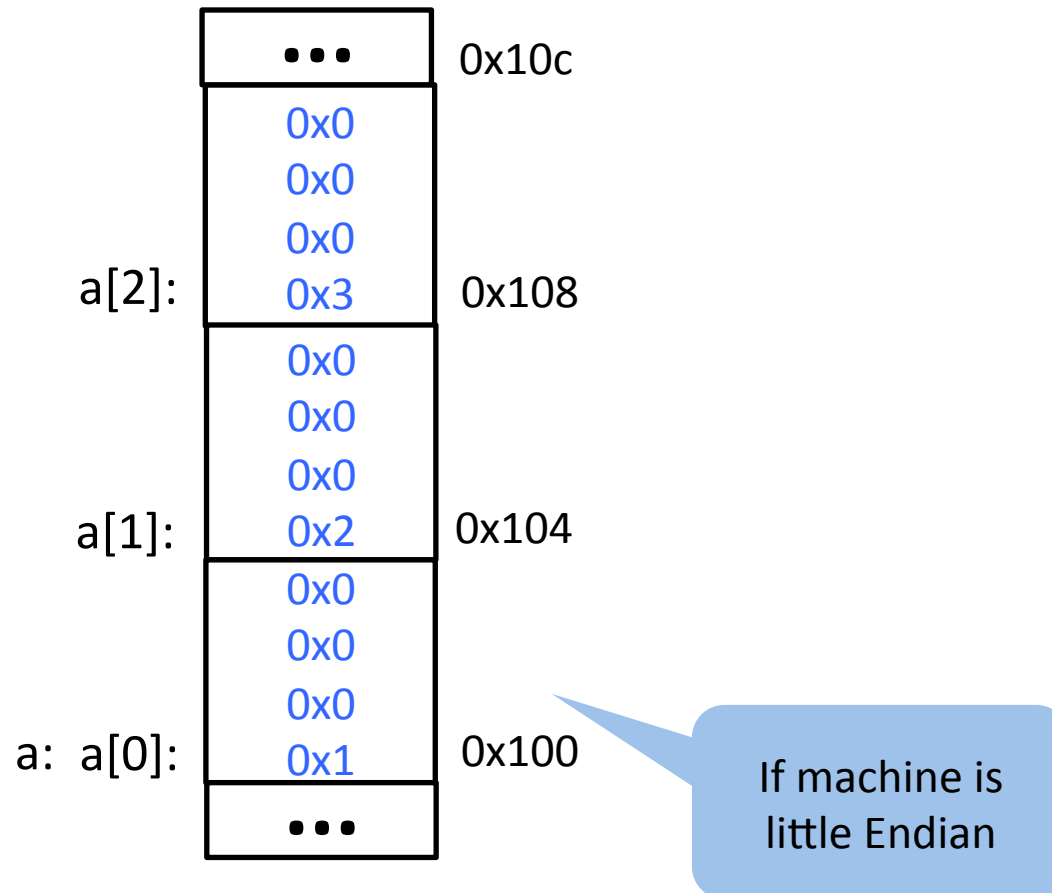 ... 0x10c
0x0
0x0
0x0
a[2]: 0x3 0x108
0x0
0x0
0x0
a[1]: 0x2 0x104
0x0
0x0
0x0
a: a[0]: 0x1 0x100
...
If machine is
little Endian